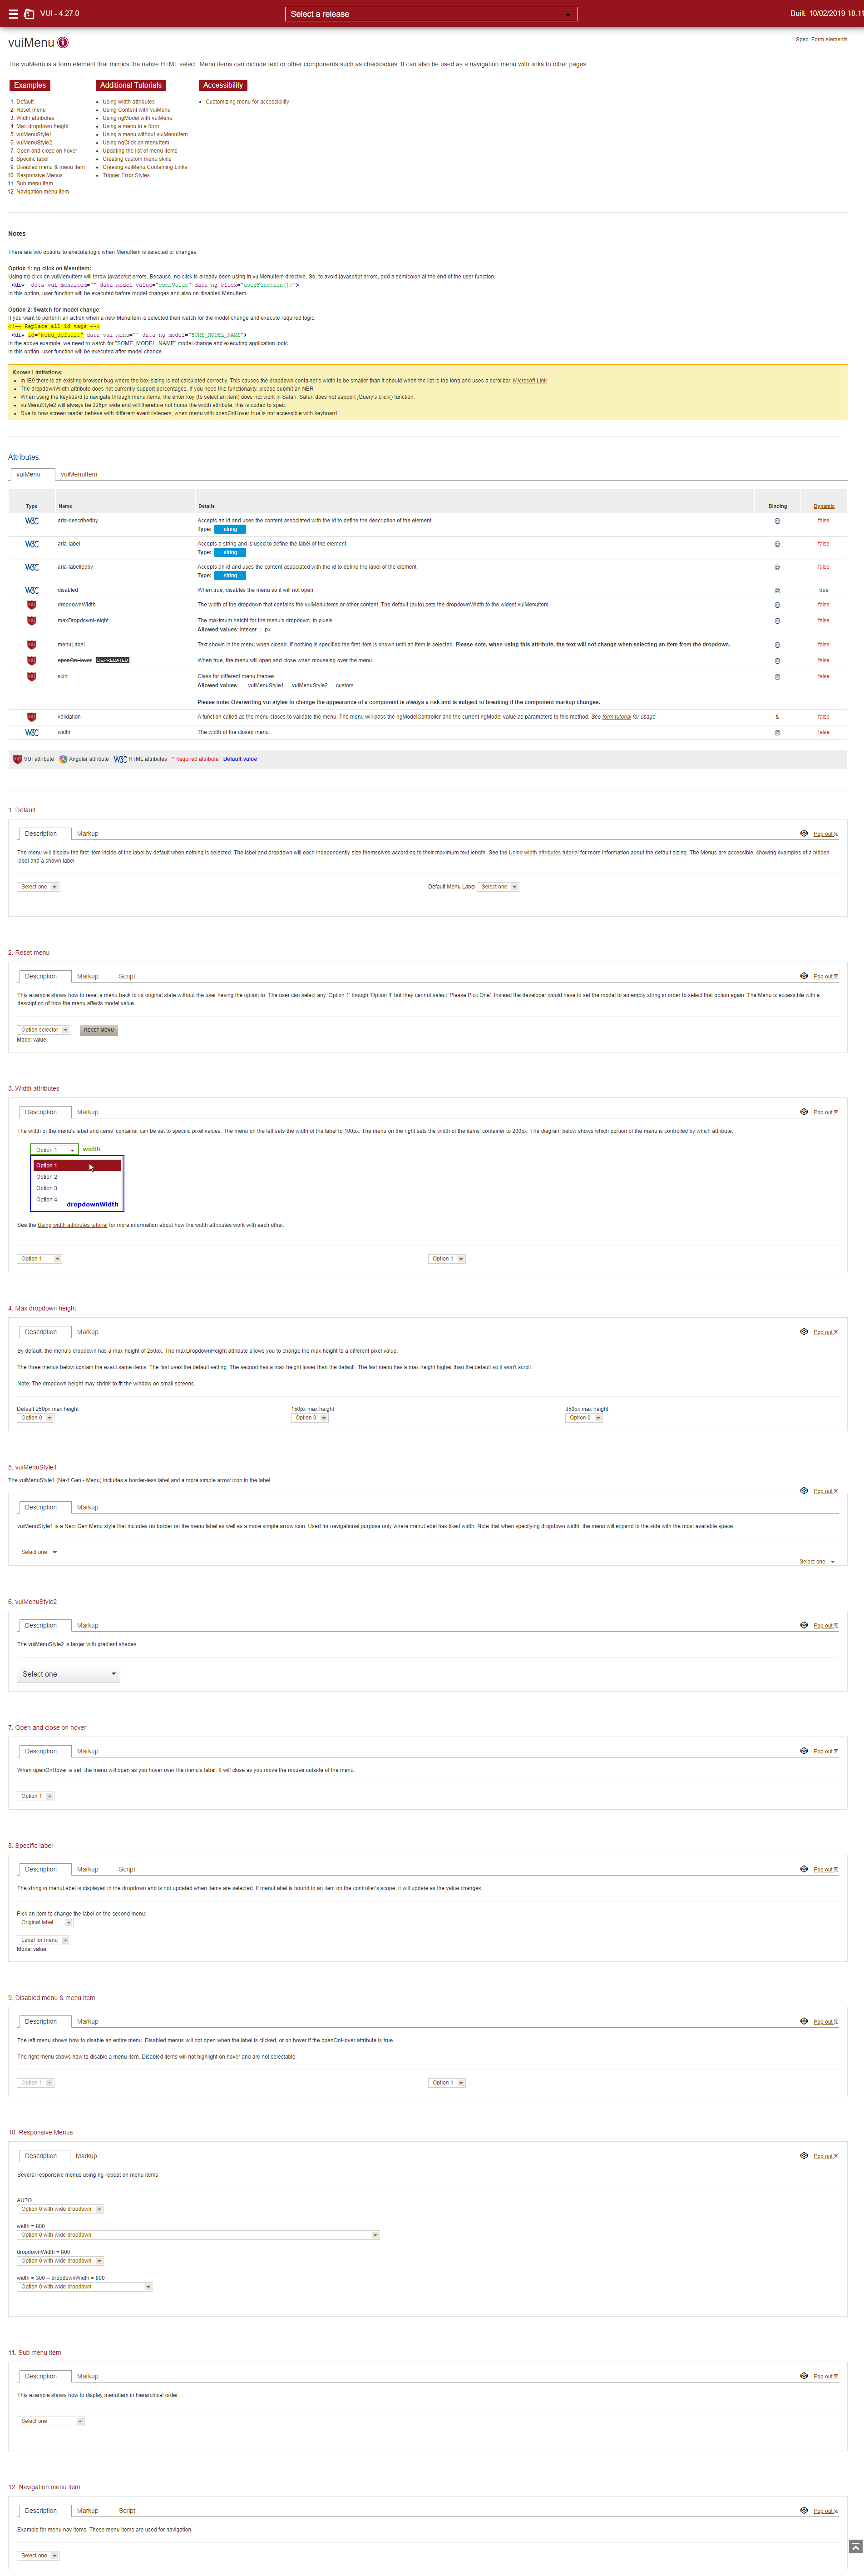 VUI - 4.27.0
Select a release
Built: 10/02/2019 18:11
vuiMenu
Spec: Form elements
The vuiMenu is a form element that mimics the native HTML select. Menu items can include text or other components such as checkboxes. It can also be used as a navigation menu with links to other pages.
Examples
1. Default
2. Reset menu
3. Width attributes
4. Max dropdown height
5. vuiMenuStyle1
6. vuiMenuStyle2
7. Open and close on hover
8. Specific label
9. Disabled menu & menu item
10. Responsive Menus
11. Sub menu item
12. Navigation menu item
Additional Tutorials
Using width attributes
Using Content with vuiMenu
Using ngModel with vuiMenu
Using a menu in a form
Using a menu without vuiMenuItem
Using ngClick on menuItem
Updating the list of menu items
Creating custom menu skins
Creating vuiMenu Containing Links
Trigger Error Styles
Accessibility
Customizing menu for accessibility
Notes
There are two options to execute logic when MenuItem is selected or changes.
Option 1: ng-click on MenuItem:
Using ng-click on vuiMenuItem will throw javascript errors. Because, ng-click is already been using in vuiMenuItem directive. So, to avoid javascript errors, add a semicolon at the end of the user function.
<div data-vui-menuitem="" data-model-value="someValue" data-ng-click="userFunction();">
In this option, user function will be executed before model changes and also on disabled MenuItem.
Option 2: $watch for model change:
If you want to perform an action when a new MenuItem is selected then watch for the model change and execute required logic.
<!-- Replace all id tags -->
<div id="menu_default" data-vui-menu="" data-ng-model="SOME_MODEL_NAME">
In the above example, we need to watch for "SOME_MODEL_NAME" model change and executing application logic.
In this option, user function will be executed after model change.
Known Limitations:
In IE9 there is an existing browser bug where the box-sizing is not calculated correctly. This causes the dropdown container's width to be smaller than it should when the list is too long and uses a scrollbar. Microsoft Link
The dropdownWidth attribute does not currently support percentages. If you need this functionality, please submit an NBR
When using the keyboard to navigate through menu items, the enter key (to select an item) does not work in Safari. Safari does not support jQuery's click() function.
vuiMenuStyle2 will always be 226px wide and will therefore not honor the width attribute; this is coded to spec.
Due to how screen reader behave with different event listeners, when menu with openOnHover true is not accessible with keyboard.
Attributes:
vuiMenu vuiMenuItem
Type Name Details Binding Dynamic
W3C aria-describedby Accepts an id and uses the content associated with the id to define the description of the element @ false
Type: string
W3C aria-label Accepts a string and is used to define the label of the element @ false
Type: string
W3C aria-labelledby Accepts an id and uses the content associated with the id to define the label of the element @ false
Type: string
W3C disabled When true, disables the menu so it will not open. @ true
VUI dropdownWidth The width of the dropdown that contains the vuiMenuItems or other content. The default (auto) sets the dropdownWidth to the widest vuiMenuItem @ false
VUI maxDropdownHeight The maximum height for the menu's dropdown, in pixels. @ false
Allowed values: integer | px
VUI menuLabel Text shown in the menu when closed. If nothing is specified the first item is shown until an item is selected. Please note, when using this attribute, the text will not change when selecting an item from the dropdown. @ false
VUI openOnHover DEPRECATED When true, the menu will open and close when mouseing over the menu. @ false
VUI skin Class for different menu themes. @ false
Allowed values: | vuiMenuStyle1 | vuiMenuStyle2 | custom
Please note: Overwriting vui styles to change the appearance of a component is always a risk and is subject to breaking if the component markup changes.
VUI validation A function called as the menu closes to validate the menu. The menu will pass the ngModelController and the current ngModel value as parameters to this method. See form tutorial for usage & false
W3C width The width of the closed menu. @ false
VUI VUI attribute Angular attribute W3C HTML attributes * Required attribute Default value
1. Default
Description Markup Pop out
The menu will display the first item inside of the label by default when nothing is selected. The label and dropdown will each independently size themselves according to their maximum text length. See the Using width attributes tutorial for more information about the default sizing. The Menus are accessible, showing examples of a hidden
label and a shown label.
Select one Default Menu Label Select one
2. Reset menu
Description Markup Script Pop out
This example shows how to reset a menu back to its original state without the user having the option to. The user can select any 'Option 1' though 'Option 4' but they cannot select 'Please Pick One'. Instead the developer would have to set the model to an empty string in order to select that option again. The Menu is accessible with a
description of how the menu affects model value.
Option selector RESET MENU
Model value:
3. Width attributes
Description Markup Pop out
The width of the menu's label and items' container can be set to specific pixel values. The menu on the left sets the width of the label to 100px. The menu on the right sets the width of the items' container to 200px. The diagram below shows which portion of the menu is controlled by which attribute.
Option 1 width
Option 1
Option 2
Option 3
Option 4 dropdownWidth
See the Using width attributes tutorial for more information about how the width attributes work with each other.
Option 1 Option 1
4. Max dropdown height
Description Markup Pop out
By default, the menu's dropdown has a max height of 250px. The maxDropdownHeight attribute allows you to change the max height to a different pixel value.
The three menus below contain the exact same items. The first uses the default setting. The second has a max height lower than the default. The last menu has a max height higher than the default so it won't scroll.
Note: The dropdown height may shrink to fit the window on small screens.
Default 250px max height 150px max height 350px max height
Option 0 Option 0 Option 0
5. vuiMenuStyle1
The vuiMenuStyle1 (Next Gen - Menu) includes a border-less label and a more simple arrow icon in the label.
Pop out
Description Markup
vuiMenuStyle1 is a Next Gen Menu style that includes no border on the menu label as well as a more simple arrow icon. Used for navigational purpose only where menuLabel has fixed width. Note that when specifying dropdown width, the menu will expand to the side with the most available space.
Select one
Select one
6. vuiMenuStyle2
Description Markup Pop out
The vuiMenuStyle2 is larger with gradient shades.
Select one
7. Open and close on hover
Description Markup Pop out
When openOnHover is set, the menu will open as you hover over the menu's label. It will close as you move the mouse outside of the menu.
Option 1
8. Specific label
Description Markup Script Pop out
The string in menuLabel is displayed in the dropdown and is not updated when items are selected. If menuLabel is bound to an item on the controller's scope, it will update as the value changes.
Pick an item to change the label on the second menu:
Original label
Label for menu
Model value:
9. Disabled menu & menu item
Description Markup Pop out
The left menu shows how to disable an entire menu. Disabled menus will not open when the label is clicked, or on hover if the openOnHover attribute is true.
The right menu shows how to disable a menu item. Disabled items will not highlight on hover and are not selectable.
Option 1 Option 1
10. Responsive Menus
Description Markup Pop out
Several responsive menus using ng-repeat on menu items
AUTO
Option 0 with wide dropdown
width = 800
Option 0 with wide dropdown
dropdownWidth = 800
Option 0 with wide dropdown
width = 300 -- dropdownWidth = 800
Option 0 with wide dropdown
11. Sub menu item
Description Markup Pop out
This example shows how to display menuItem in hierarchical order.
Select one
12. Navigation menu item
Description Markup Script Pop out
Example for menu nav items. These menu items are used for navigation.
Select one